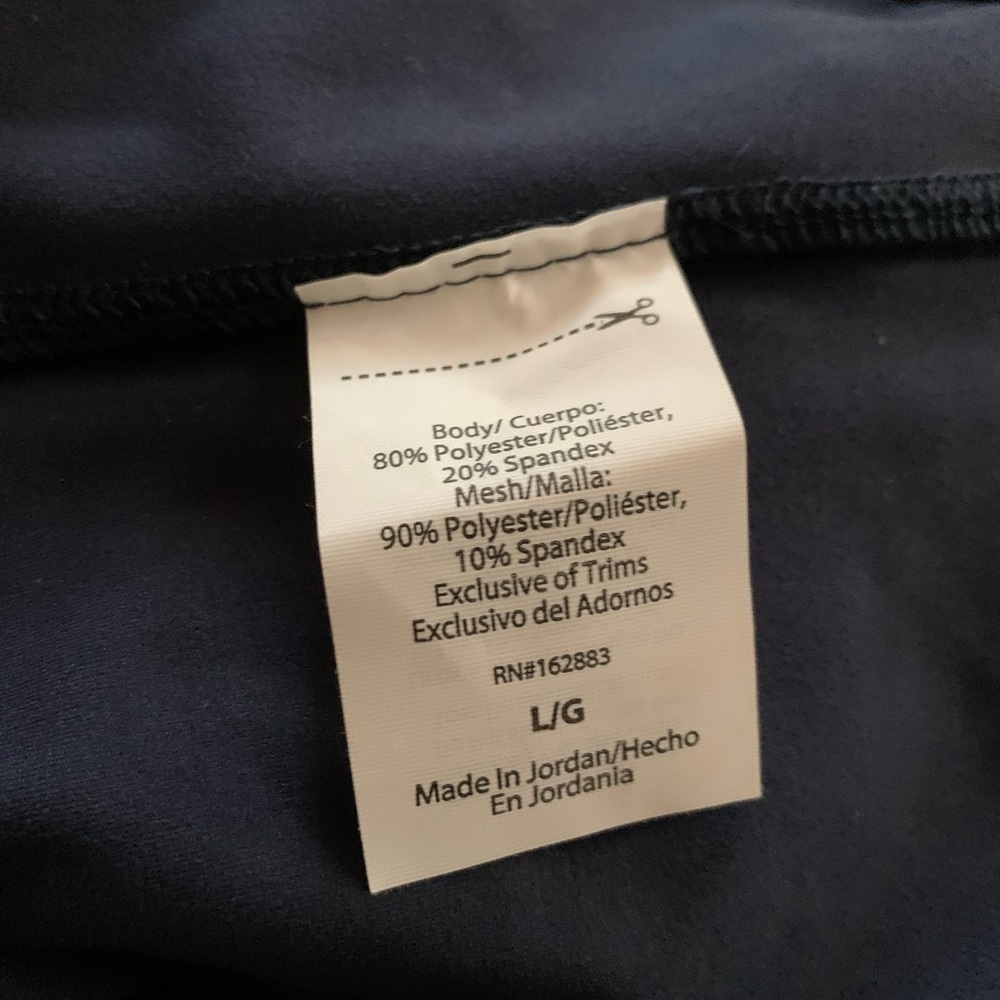 Body/ Cuerpo:
80% Polyester/Poliéster,
20% Spandex
Mesh/Malla:
90% Polyester/Poliéster,
10% Spandex
Exclusive of Trims
Exclusivo del Adornos
RN#162883
L/G
Made In Jordan/Hecho
En Jordania